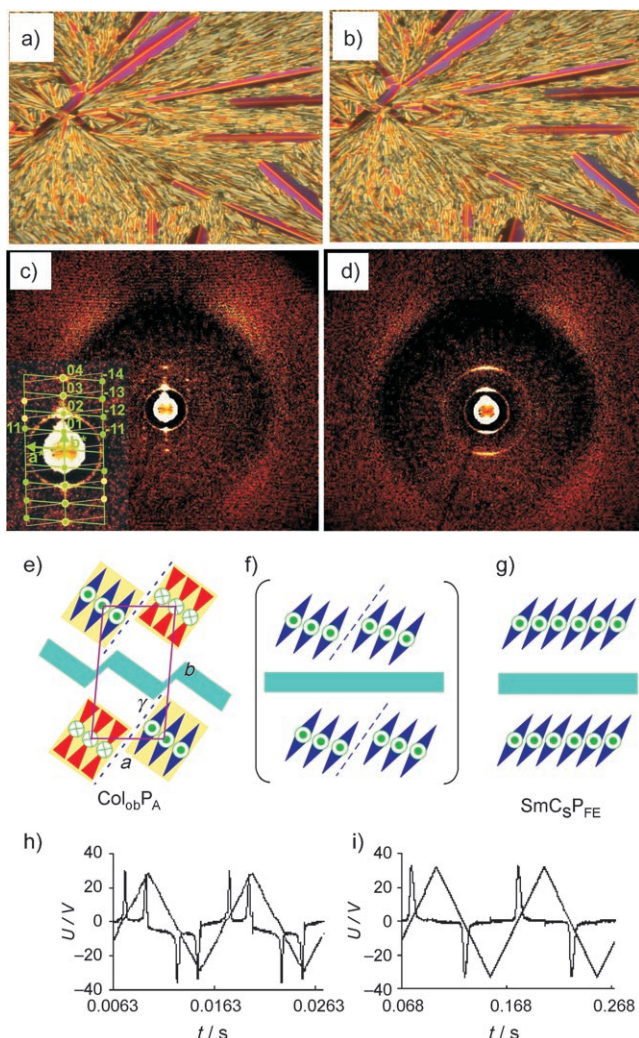 a)
b)
c)
d)
04
-14
03
-13
02
-12
11
01
-11
a*
b*
e)
f)
g)
b
γ
a
ColobPA
SmCSPFE
h)
i)
40
20
0
−20
−40
U / V
0.0063
0.0163
0.0263
t / s
40
20
0
−20
−40
U / V
0.068
0.168
0.268
t / s